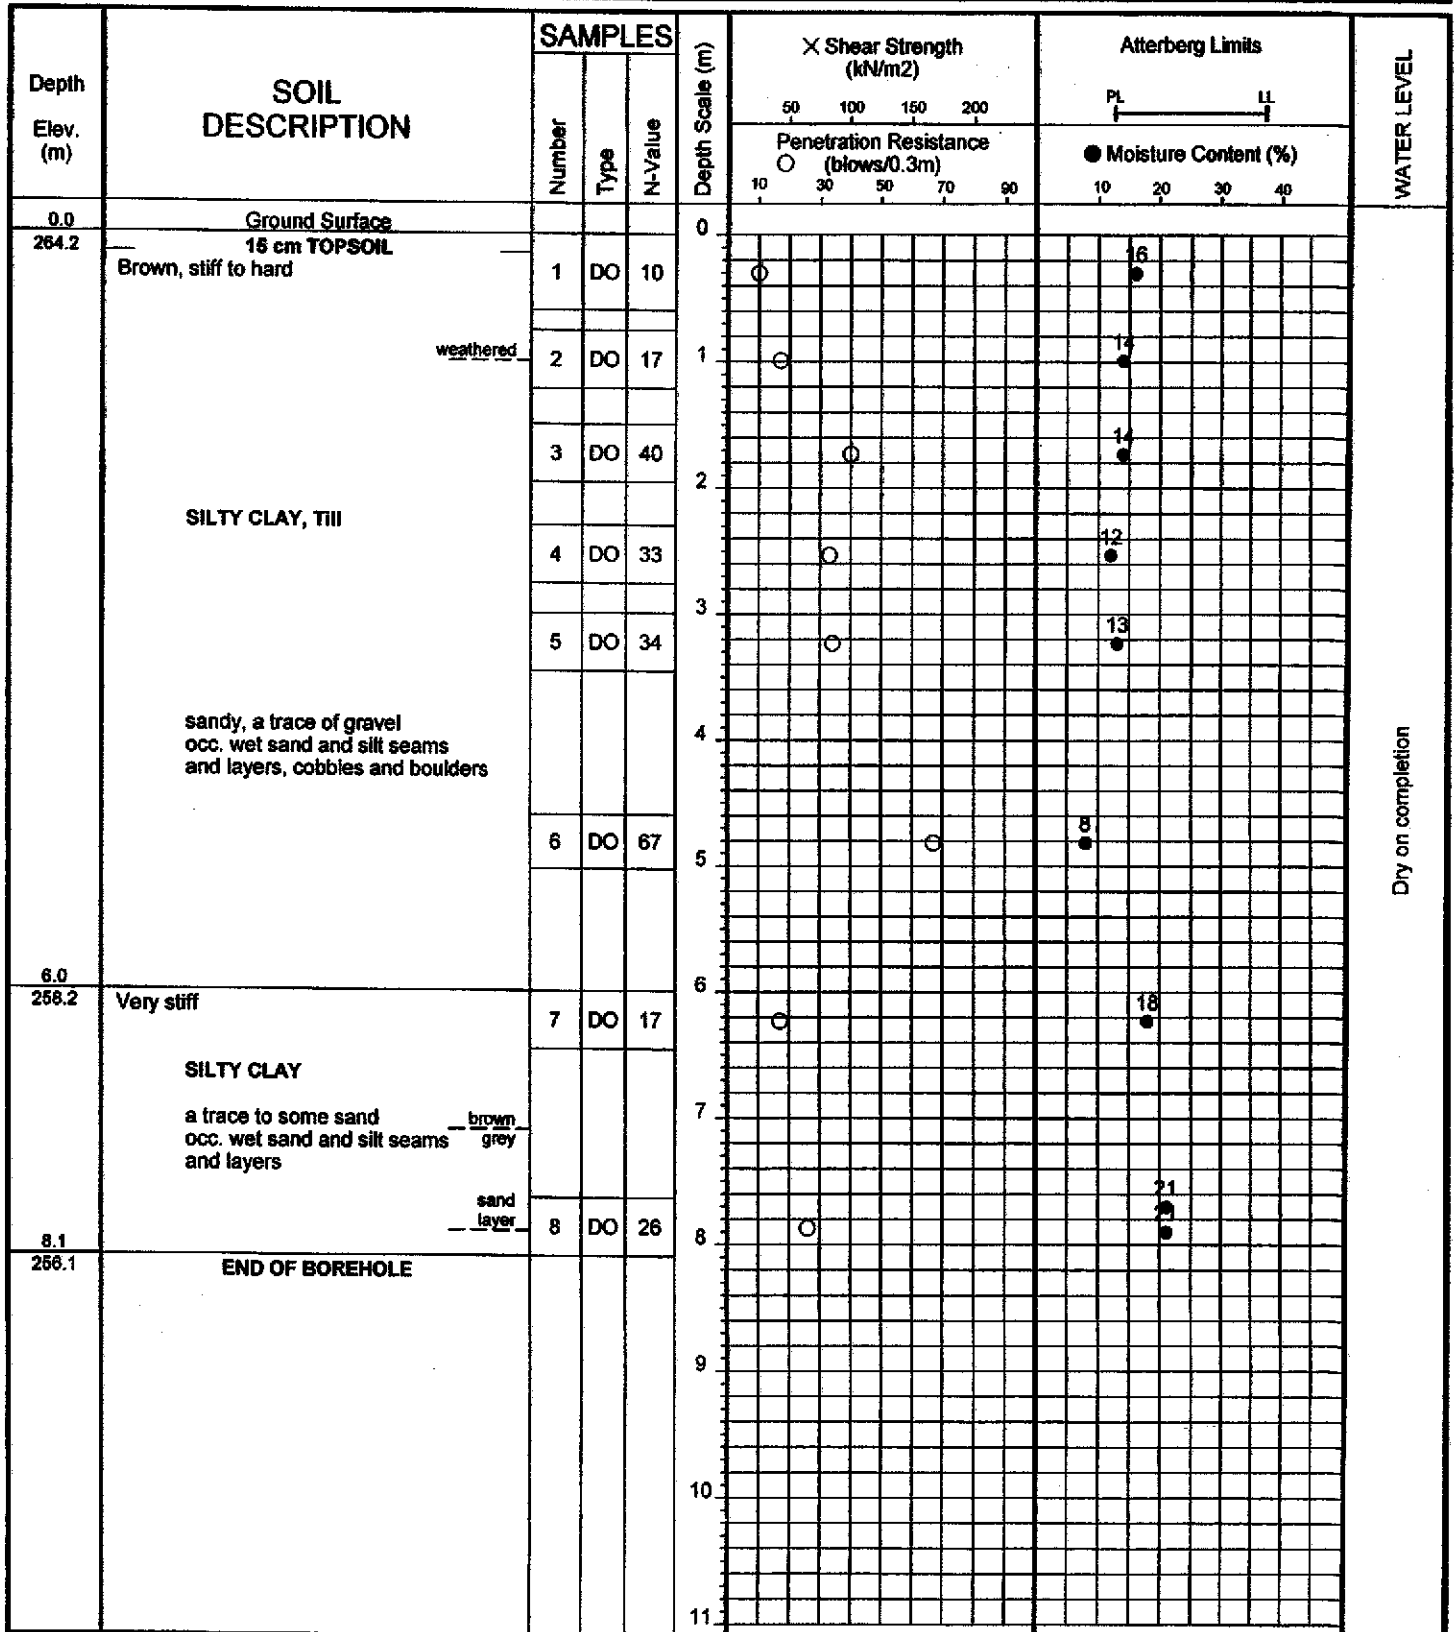 Depth
Elev.
(m)
SOIL
DESCRIPTION
SAMPLES
Number
Type
N-Value
Depth Scale (m)
X Shear Strength
(kN/m2)
50 100 150 200
Penetration Resistance
O (blows/0.3m)
10 30 50 70 90
Atterberg Limits
PL LL
● Moisture Content (%)
10 20 30 40
WATER LEVEL
0.0 Ground Surface 0
264.2 15 cm TOPSOIL
Brown, stiff to hard
1 DO 10 16
weathered 2 DO 17 1 14
3 DO 40 14
2
SILTY CLAY, Till
4 DO 33 12
3
5 DO 34 13
sandy, a trace of gravel
occ. wet sand and silt seams
and layers, cobbles and boulders
4
6 DO 67 8
5
Dry on completion
6.0 6
258.2 Very stiff
7 DO 17 18
SILTY CLAY
a trace to some sand brown 7
occ. wet sand and silt seams grey
and layers
sand
layer 8 DO 26 21
8
8.1
256.1 END OF BOREHOLE
9
10
11